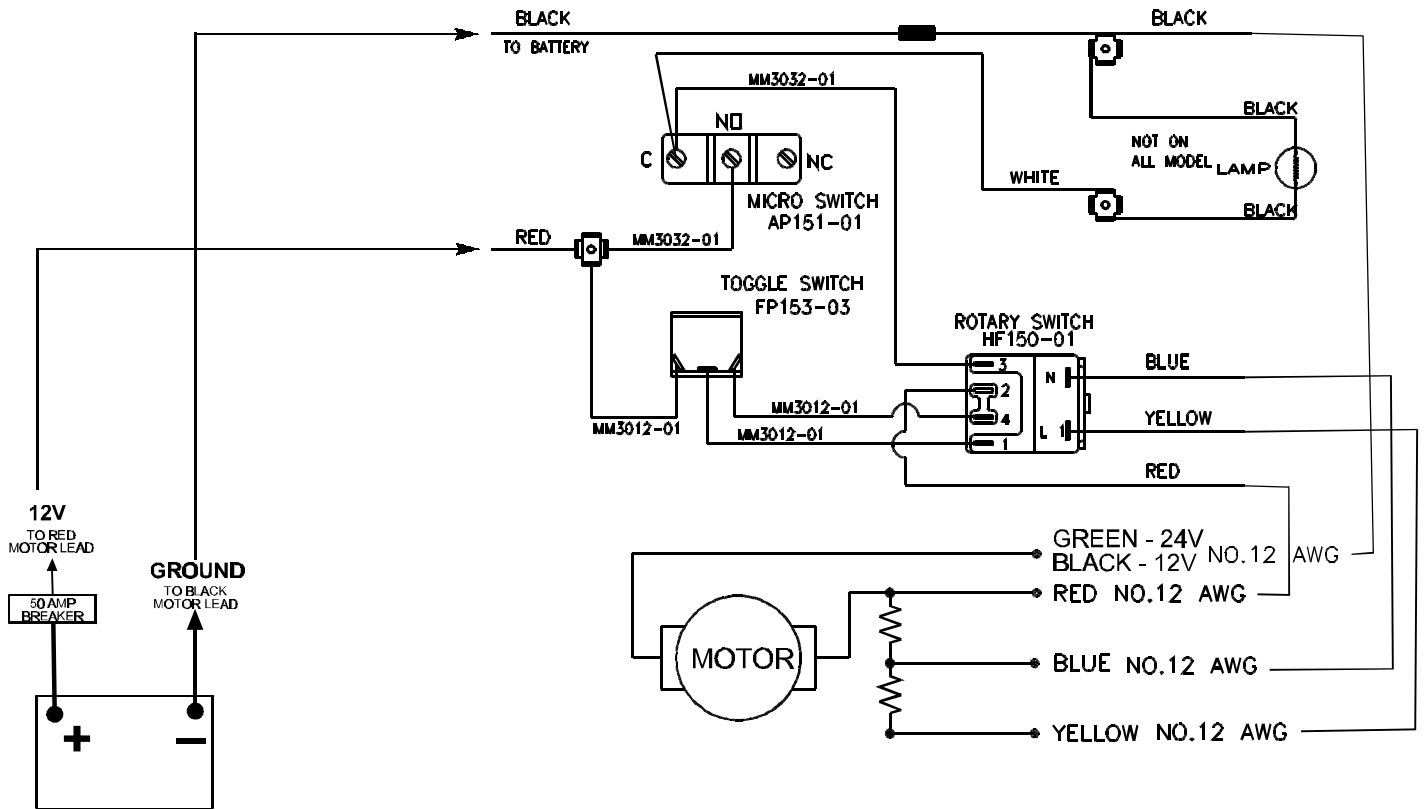 BLACK
TO BATTERY
BLACK
MM3032-01
NO
C
NC
BLACK
NOT ON
ALL MODEL
LAMP
WHITE
BLACK
MICRO SWITCH
AP151-01
RED
MM3032-01
TOGGLE SWITCH
FP153-03
ROTARY SWITCH
HF150-01
3
N
BLUE
2
MM3012-01
4
L 1
YELLOW
MM3012-01
MM3012-01
1
RED
12V
TO RED
MOTOR LEAD
GROUND
TO BLACK
MOTOR LEAD
50 AMP
BREAKER
GREEN - 24V
BLACK - 12V
NO.12 AWG
RED NO.12 AWG
MOTOR
BLUE NO.12 AWG
YELLOW NO.12 AWG
+
−